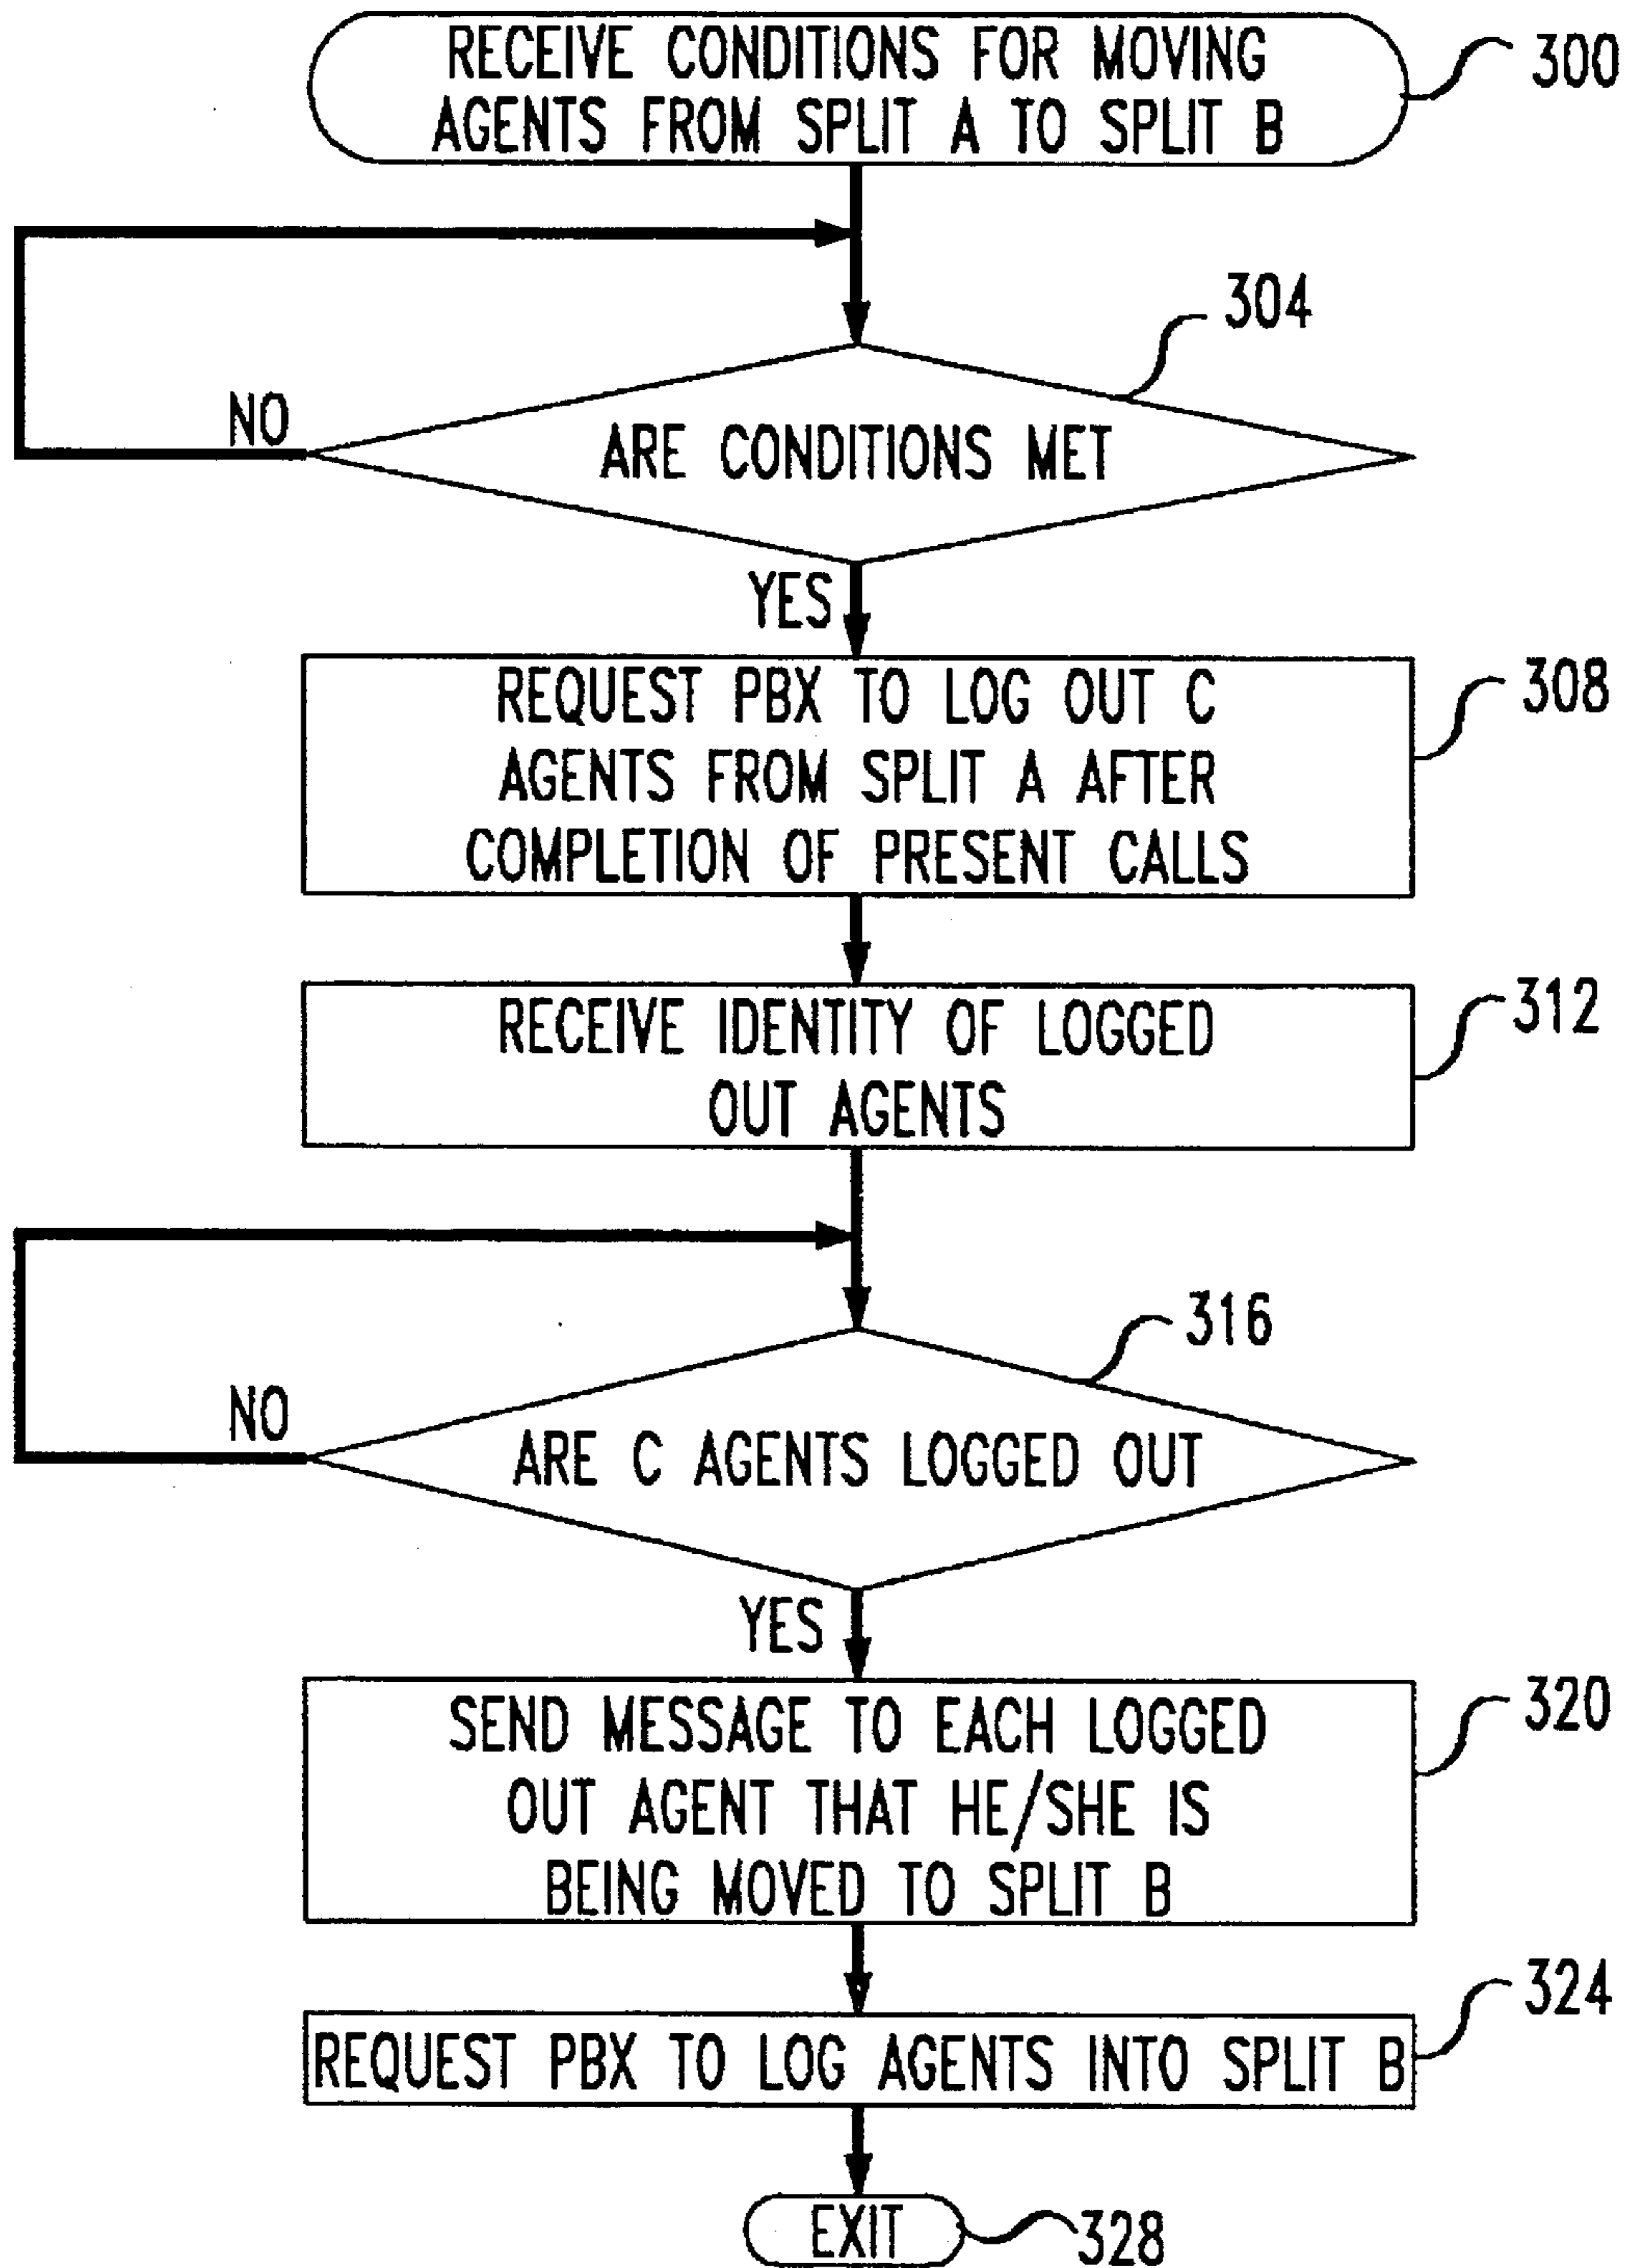 RECEIVE CONDITIONS FOR MOVING
AGENTS FROM SPLIT A TO SPLIT B
300
304
NO
ARE CONDITIONS MET
YES
REQUEST PBX TO LOG OUT C
AGENTS FROM SPLIT A AFTER
COMPLETION OF PRESENT CALLS
308
RECEIVE IDENTITY OF LOGGED
OUT AGENTS
312
316
NO
ARE C AGENTS LOGGED OUT
YES
SEND MESSAGE TO EACH LOGGED
OUT AGENT THAT HE/SHE IS
BEING MOVED TO SPLIT B
320
324
REQUEST PBX TO LOG AGENTS INTO SPLIT B
EXIT
328